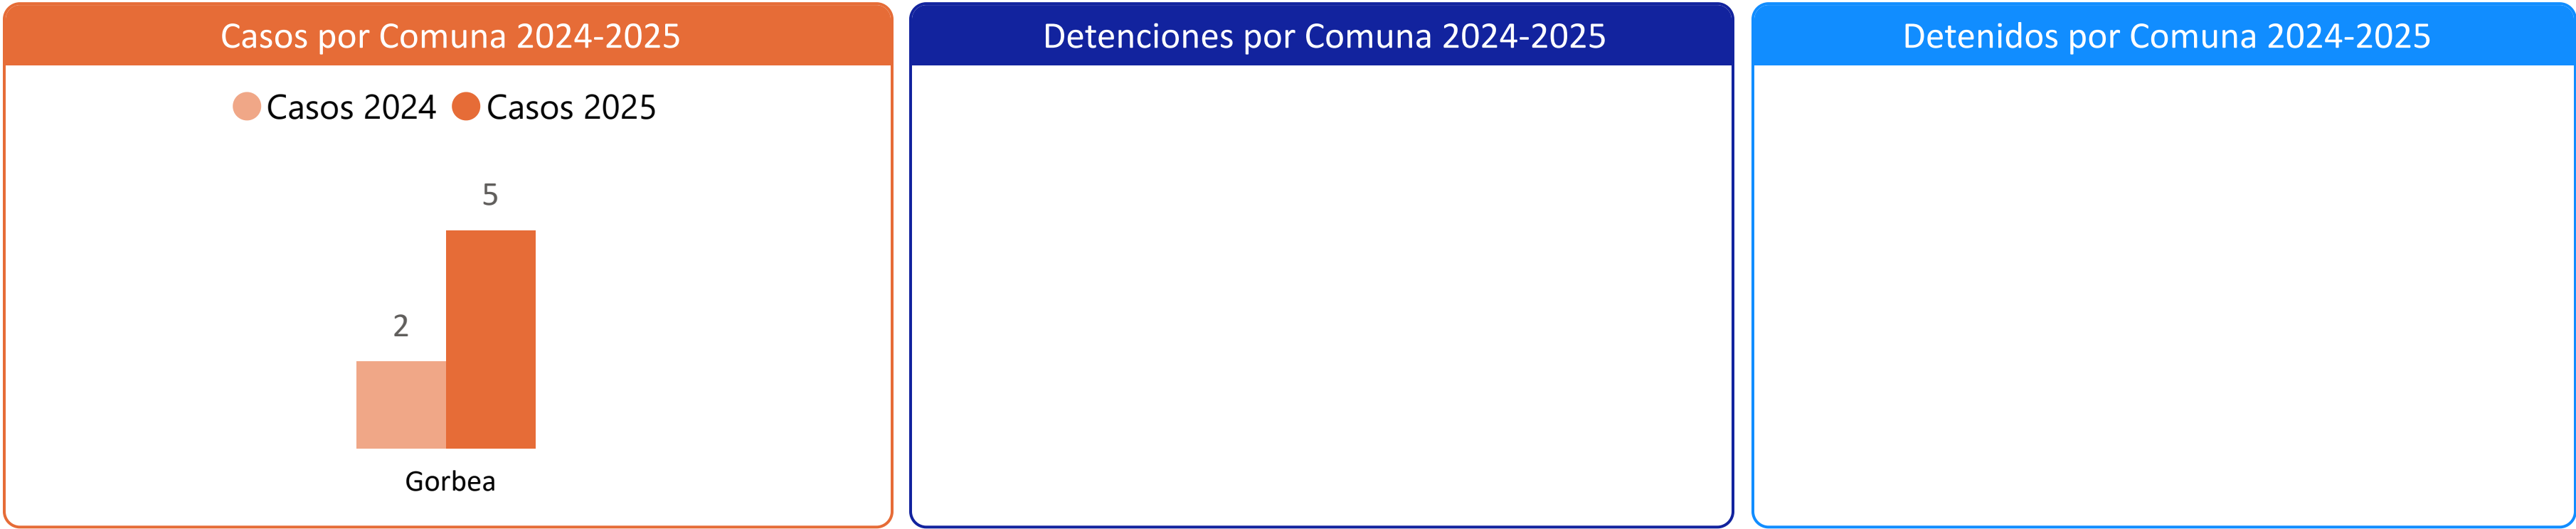 Casos por Comuna 2024-2025
Casos 2024 Casos 2025
5
2
Gorbea
Detenciones por Comuna 2024-2025
Detenidos por Comuna 2024-2025